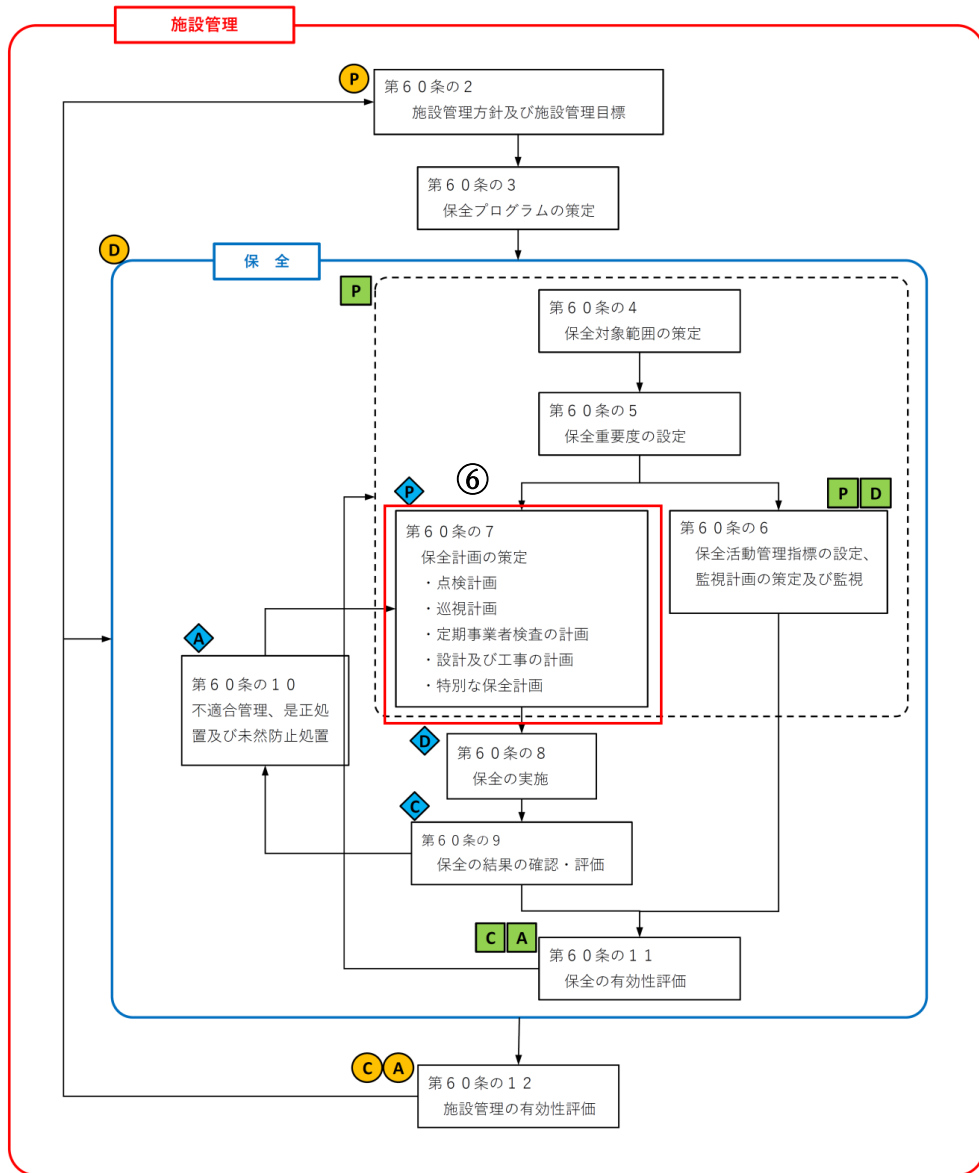 施設管理
P
第60条の2
施設管理方針及び施設管理目標
第60条の3
保全プログラムの策定
D
保 全
P
第60条の4
保全対象範囲の策定
第60条の5
保全重要度の設定
⑥
P
P D
第60条の7
保全計画の策定
・点検計画
・巡視計画
・定期事業者検査の計画
・設計及び工事の計画
・特別な保全計画
第60条の6
保全活動管理指標の設定、
監視計画の策定及び監視
A
第60条の10
不適合管理、是正処
置及び未然防止処置
D
第60条の8
保全の実施
C
第60条の9
保全の結果の確認・評価
C A
第60条の11
保全の有効性評価
C A
第60条の12
施設管理の有効性評価